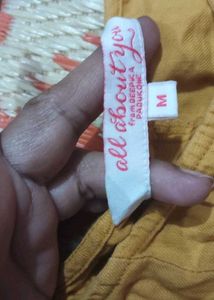 all about you
from DEEPIKA
PADUKONE
M